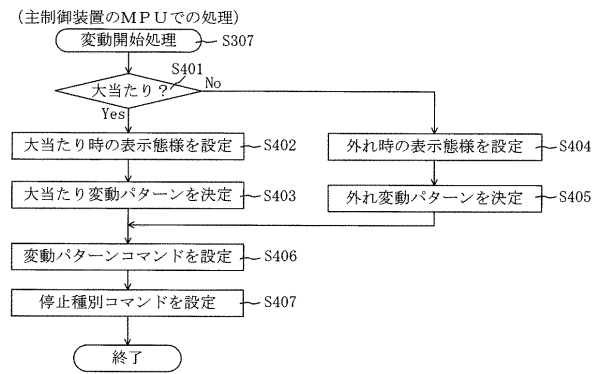 （主制御装置のＭＰＵでの処理）
変動開始処理
S307
S401
大当たり？
No
Yes
大当たり時の表示態様を設定
S402
外れ時の表示態様を設定
S404
大当たり変動パターンを決定
S403
外れ変動パターンを決定
S405
変動パターンコマンドを設定
S406
停止種別コマンドを設定
S407
終了